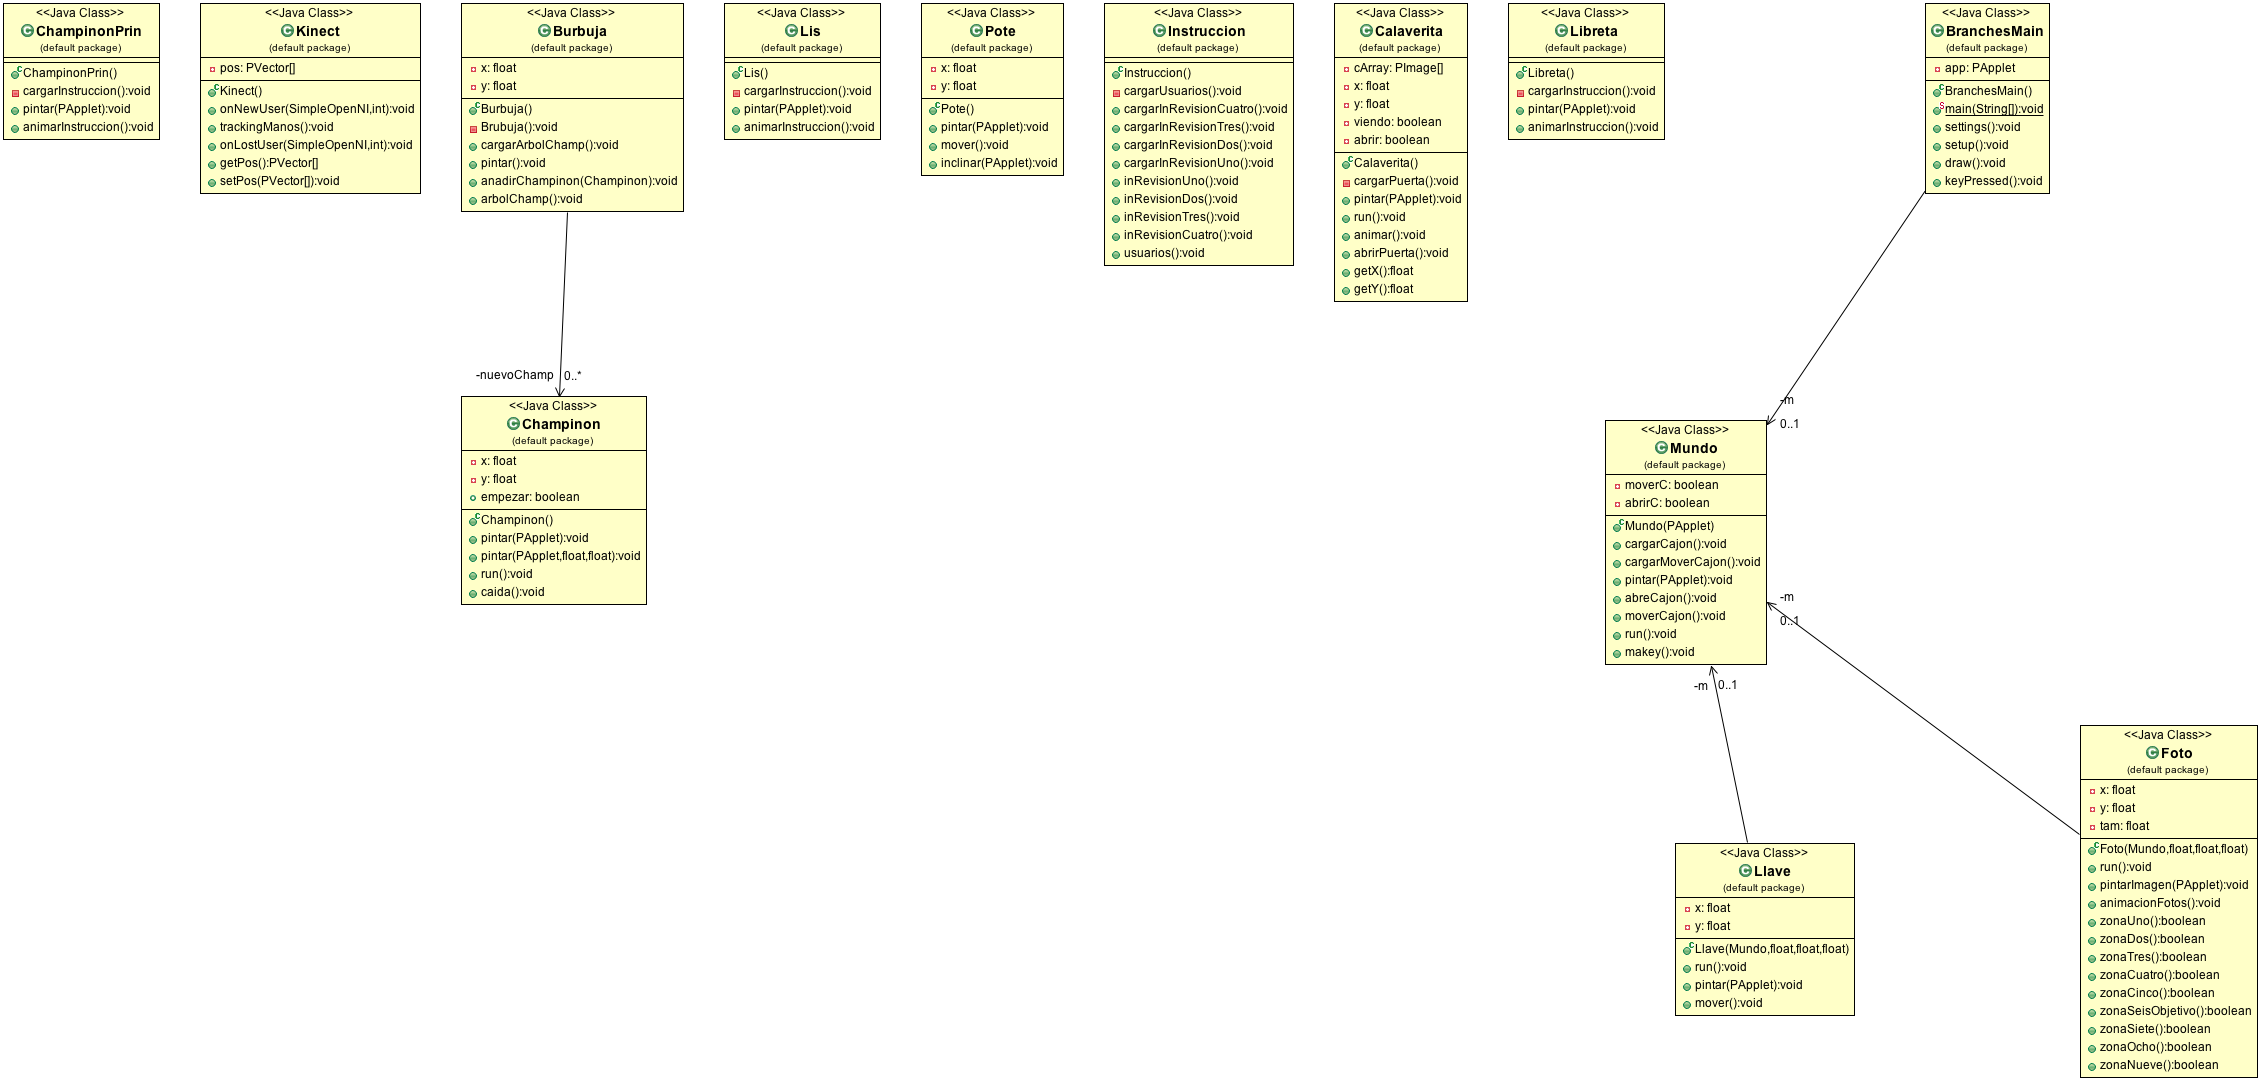 <<Java Class>>
ChampinonPrin
(default package)
ChampinonPrin()
cargarInstruccion():void
pintar(PApplet):void
animarInstruccion():void
<<Java Class>>
Kinect
(default package)
pos: PVector[]
Kinect()
onNewUser(SimpleOpenNI,int):void
trackingManos():void
onLostUser(SimpleOpenNI,int):void
getPos():PVector[]
setPos(PVector[]):void
<<Java Class>>
Burbuja
(default package)
x: float
y: float
Burbuja()
Brubuja():void
cargarArbolChamp():void
pintar():void
anadirChampinon(Champinon):void
arbolChamp():void
<<Java Class>>
Lis
(default package)
Lis()
cargarInstruccion():void
pintar(PApplet):void
animarInstruccion():void
<<Java Class>>
Pote
(default package)
x: float
y: float
Pote()
pintar(PApplet):void
mover():void
inclinar(PApplet):void
<<Java Class>>
Instruccion
(default package)
Instruccion()
cargarUsuarios():void
cargarInRevisionCuatro():void
cargarInRevisionTres():void
cargarInRevisionDos():void
cargarInRevisionUno():void
inRevisionUno():void
inRevisionDos():void
inRevisionTres():void
inRevisionCuatro():void
usuarios():void
<<Java Class>>
Calaverita
(default package)
cArray: PImage[]
x: float
y: float
viendo: boolean
abrir: boolean
Calaverita()
cargarPuerta():void
pintar(PApplet):void
run():void
animar():void
abrirPuerta():void
getX():float
getY():float
<<Java Class>>
Libreta
(default package)
Libreta()
cargarInstruccion():void
pintar(PApplet):void
animarInstruccion():void
<<Java Class>>
BranchesMain
(default package)
app: PApplet
BranchesMain()
main(String[]):void
settings():void
setup():void
draw():void
keyPressed():void
-nuevoChamp 0..*
<<Java Class>>
Champinon
(default package)
x: float
y: float
empezar: boolean
Champinon()
pintar(PApplet):void
pintar(PApplet,float,float):void
run():void
caida():void
-m
0..1
<<Java Class>>
Mundo
(default package)
moverC: boolean
abrirC: boolean
Mundo(PApplet)
cargarCajon():void
cargarMoverCajon():void
pintar(PApplet):void
abreCajon():void
moverCajon():void
run():void
makey():void
-m
0..1
-m 0..1
<<Java Class>>
Llave
(default package)
x: float
y: float
Llave(Mundo,float,float,float)
run():void
pintar(PApplet):void
mover():void
<<Java Class>>
Foto
(default package)
x: float
y: float
tam: float
Foto(Mundo,float,float,float)
run():void
pintarImagen(PApplet):void
animacionFotos():void
zonaUno():boolean
zonaDos():boolean
zonaTres():boolean
zonaCuatro():boolean
zonaCinco():boolean
zonaSeisObjetivo():boolean
zonaSiete():boolean
zonaOcho():boolean
zonaNueve():boolean